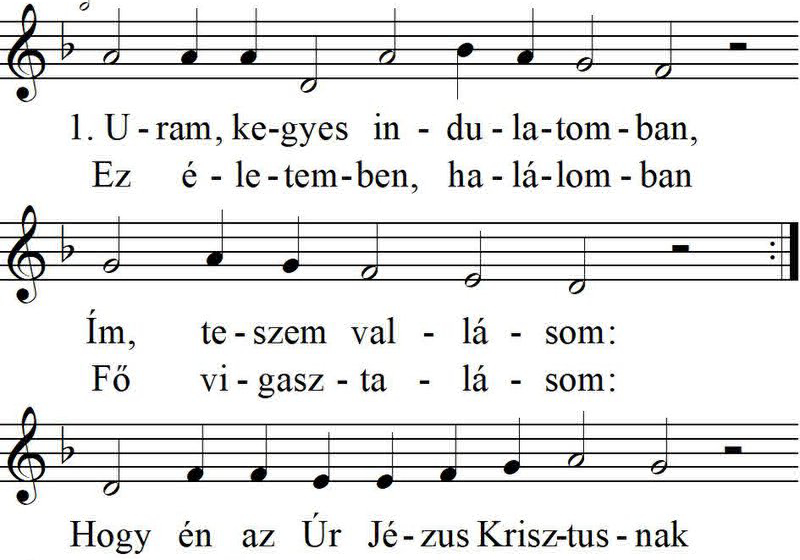 1. U - ram, ke-gyes in - du - la-tom-ban,
Ez é - le-tem-ben, ha - lá-lom - ban
Ím, te - szem val - lá - som:
Fő vi - gasz - ta - lá - som:
Hogy én az Úr Jé-zus Krisz-tus - nak